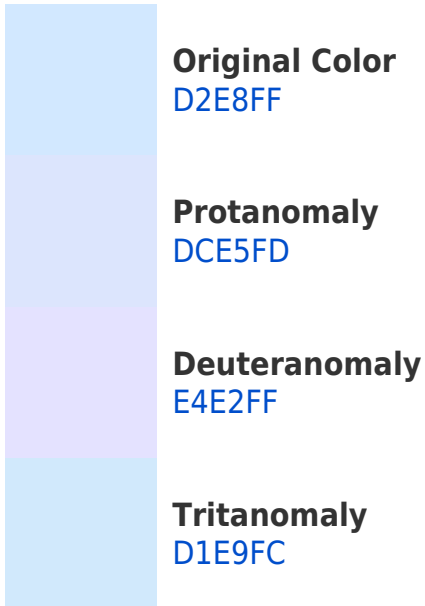 Original Color
D2E8FF
Protanomaly
DCE5FD
Deuteranomaly
E4E2FF
Tritanomaly
D1E9FC